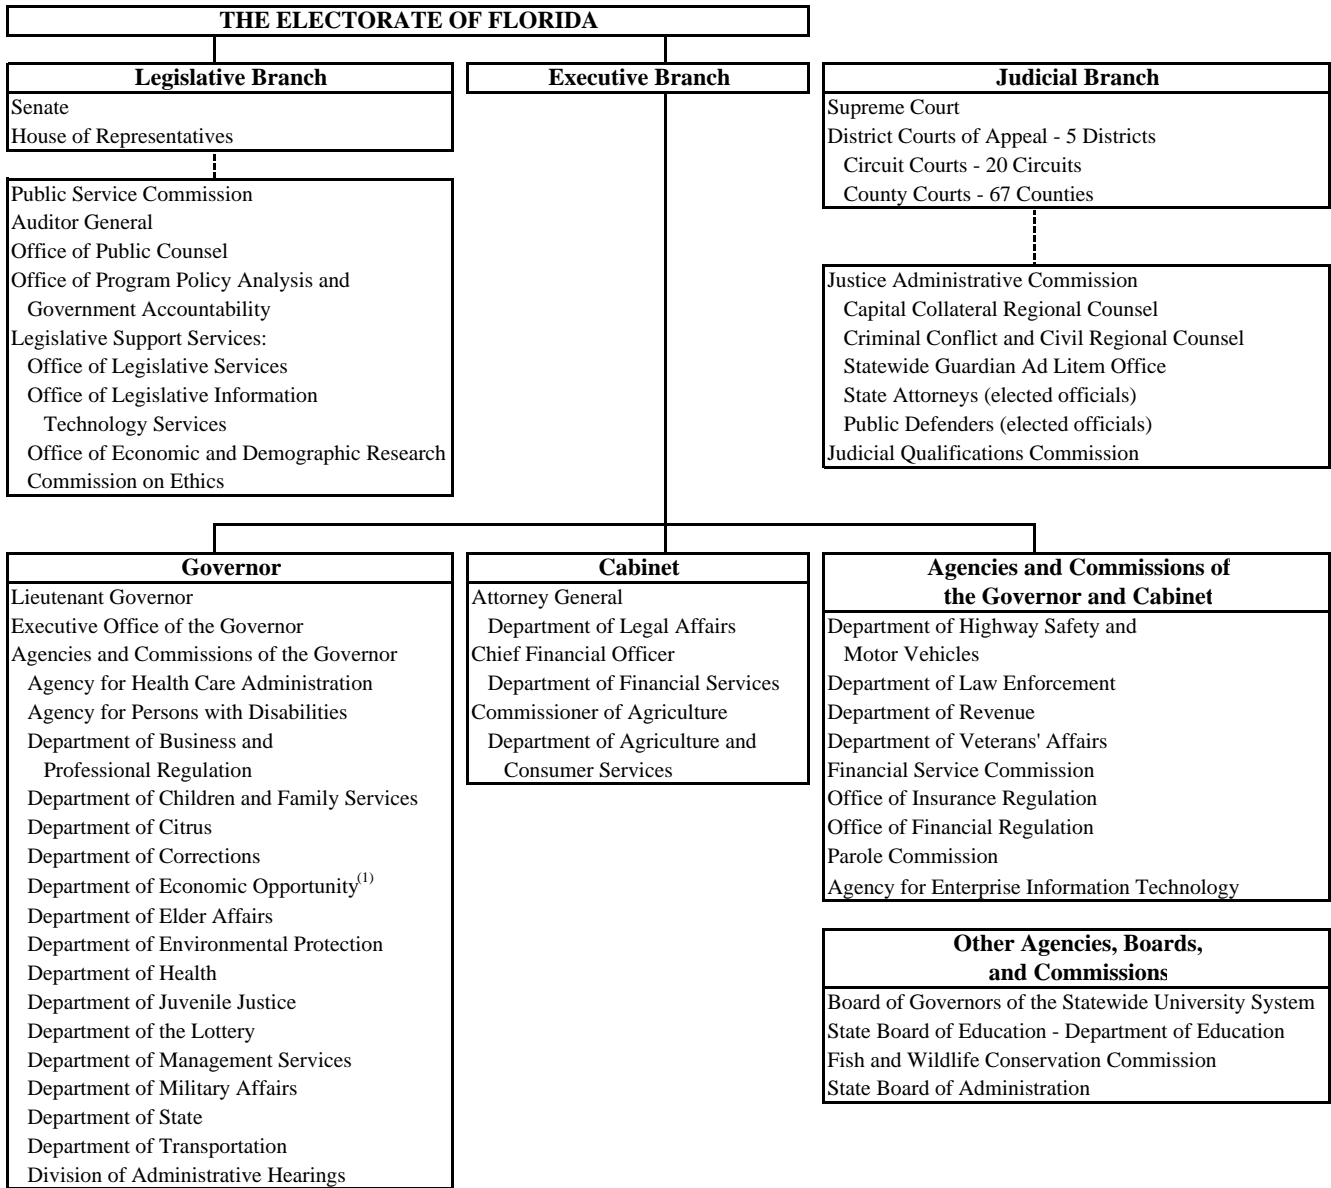 THE ELECTORATE OF FLORIDA
Legislative Branch
Senate
House of Representatives
Public Service Commission
Auditor General
Office of Public Counsel
Office of Program Policy Analysis and
Government Accountability
Legislative Support Services:
Office of Legislative Services
Office of Legislative Information
Technology Services
Office of Economic and Demographic Research
Commission on Ethics
Executive Branch
Judicial Branch
Supreme Court
District Courts of Appeal - 5 Districts
Circuit Courts - 20 Circuits
County Courts - 67 Counties
Justice Administrative Commission
Capital Collateral Regional Counsel
Criminal Conflict and Civil Regional Counsel
Statewide Guardian Ad Litem Office
State Attorneys (elected officials)
Public Defenders (elected officials)
Judicial Qualifications Commission
Governor
Lieutenant Governor
Executive Office of the Governor
Agencies and Commissions of the Governor
Agency for Health Care Administration
Agency for Persons with Disabilities
Department of Business and
Professional Regulation
Department of Children and Family Services
Department of Citrus
Department of Corrections
Department of Economic Opportunity(1)
Department of Elder Affairs
Department of Environmental Protection
Department of Health
Department of Juvenile Justice
Department of the Lottery
Department of Management Services
Department of Military Affairs
Department of State
Department of Transportation
Division of Administrative Hearings
Cabinet
Attorney General
Department of Legal Affairs
Chief Financial Officer
Department of Financial Services
Commissioner of Agriculture
Department of Agriculture and
Consumer Services
Agencies and Commissions of
the Governor and Cabinet
Department of Highway Safety and
Motor Vehicles
Department of Law Enforcement
Department of Revenue
Department of Veterans' Affairs
Financial Service Commission
Office of Insurance Regulation
Office of Financial Regulation
Parole Commission
Agency for Enterprise Information Technology
Other Agencies, Boards,
and Commissions
Board of Governors of the Statewide University System
State Board of Education - Department of Education
Fish and Wildlife Conservation Commission
State Board of Administration